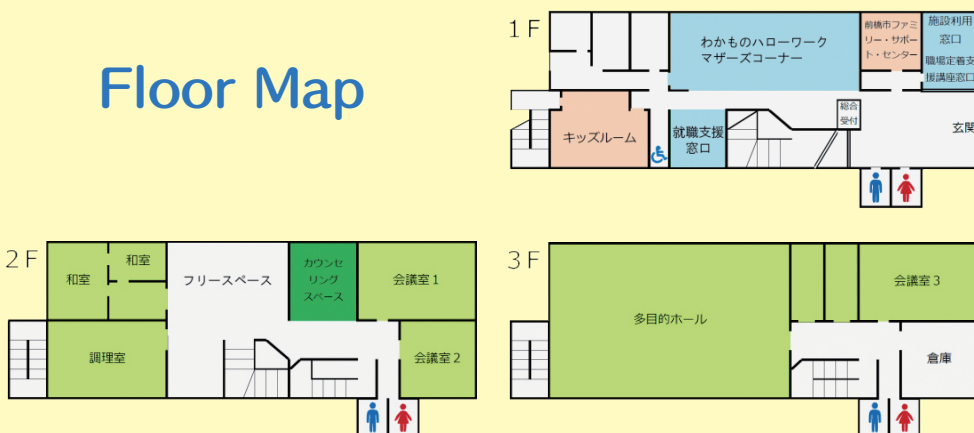 Floor Map
1F
わかものハローワーク
マザーズコーナー
前橋市ファミ
リー・サポー
ト・センター
施設利用
窓口
職場定着支
援講座窓口
キッズルーム
就職支援
窓口
総合
受付
玄関
2F
和室
和室
フリースペース
カウンセ
リング
スペース
会議室1
調理室
会議室2
3F
多目的ホール
会議室3
倉庫